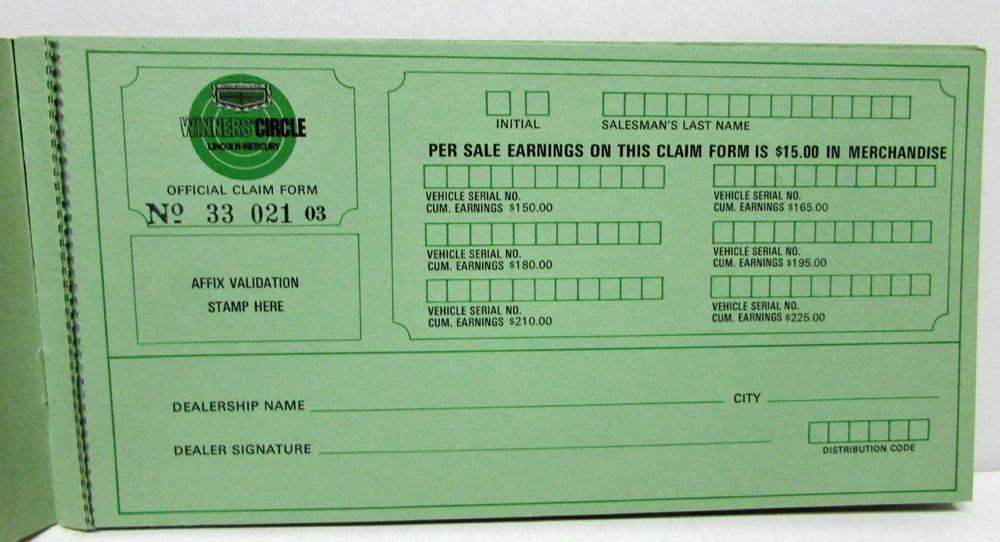 WINNERS' CIRCLE
LINCOLN-MERCURY
OFFICIAL CLAIM FORM
Nº 33 021 03
AFFIX VALIDATION
STAMP HERE
INITIAL
SALESMAN'S LAST NAME
PER SALE EARNINGS ON THIS CLAIM FORM IS $15.00 IN MERCHANDISE
VEHICLE SERIAL NO.
CUM. EARNINGS $150.00
VEHICLE SERIAL NO.
CUM. EARNINGS $165.00
VEHICLE SERIAL NO.
CUM. EARNINGS $180.00
VEHICLE SERIAL NO.
CUM. EARNINGS $195.00
VEHICLE SERIAL NO.
CUM. EARNINGS $210.00
VEHICLE SERIAL NO.
CUM. EARNINGS $225.00
DEALERSHIP NAME
CITY
DEALER SIGNATURE
DISTRIBUTION CODE